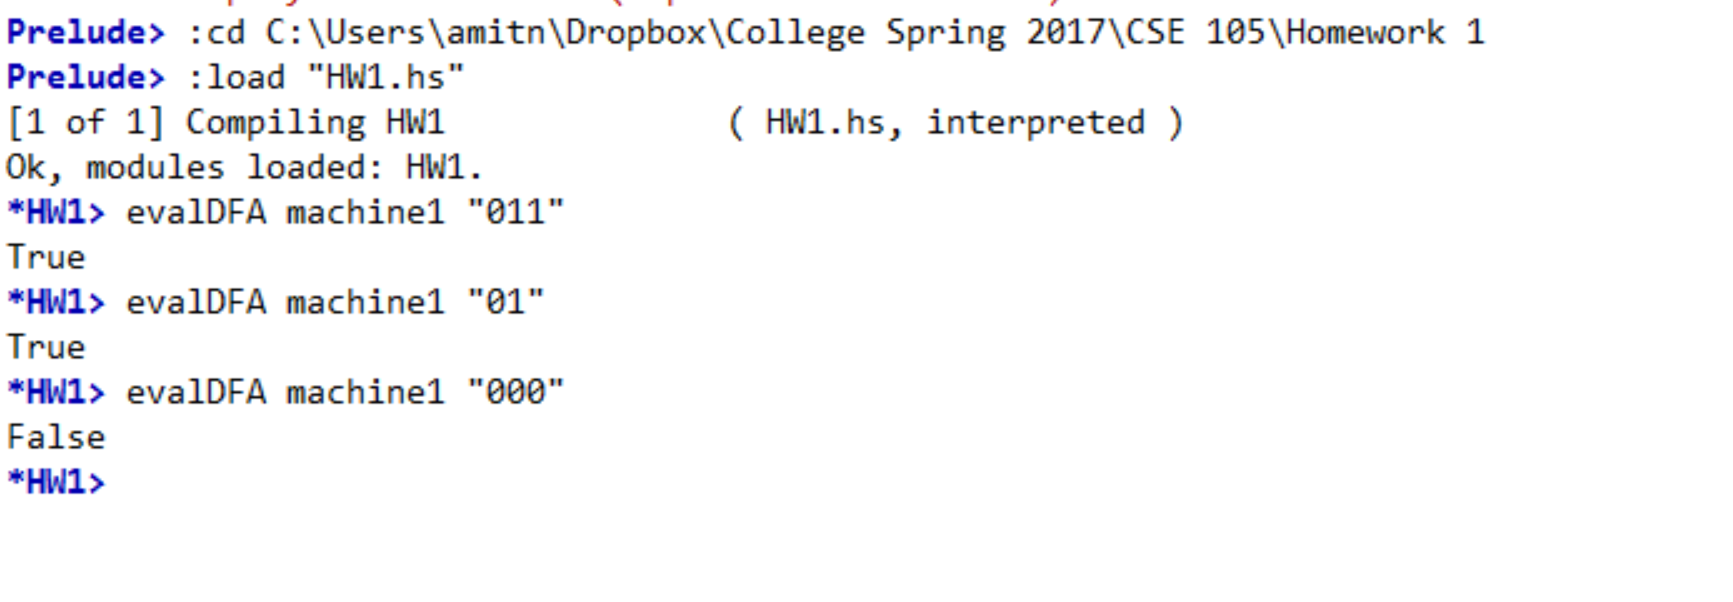 Prelude> :cd C:\Users\amitn\Dropbox\College Spring 2017\CSE 105\Homework 1
Prelude> :load "HW1.hs"
[1 of 1] Compiling HW1              ( HW1.hs, interpreted )
Ok, modules loaded: HW1.
*HW1> evalDFA machine1 "011"
True
*HW1> evalDFA machine1 "01"
True
*HW1> evalDFA machine1 "000"
False
*HW1>